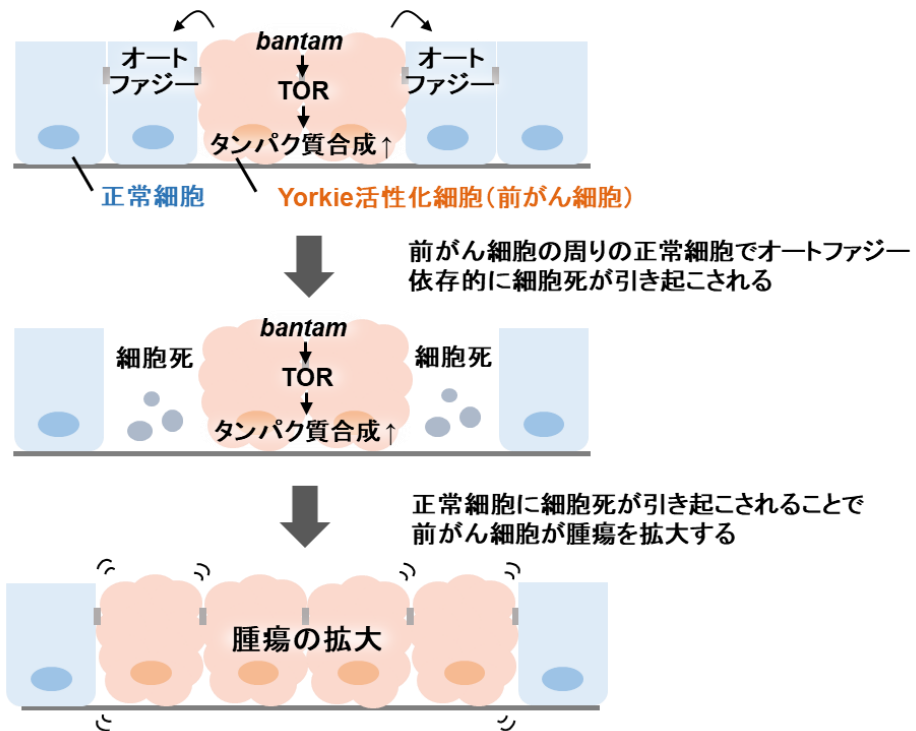 オート
ファジー
bantam
TOR
タンパク質合成↑
オート
ファジー
正常細胞
Yorkie活性化細胞(前がん細胞)
前がん細胞の周りの正常細胞でオートファジー
依存的に細胞死が引き起こされる
細胞死
bantam
TOR
タンパク質合成↑
細胞死
正常細胞に細胞死が引き起こされることで
前がん細胞が腫瘍を拡大する
腫瘍の拡大